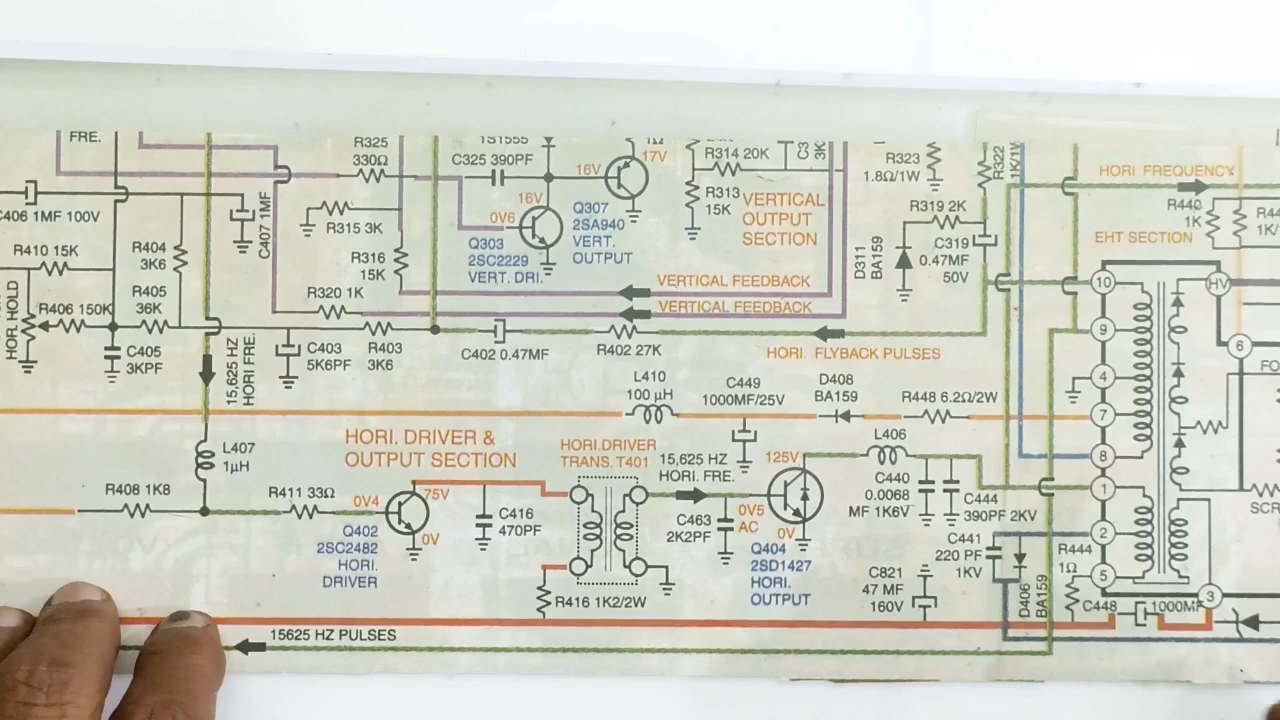 FRE.
R325
330Ω
1S1555
C325 390PF
16V
17V
1Ω
R314 20K
R313
15K
C3
3K
VERTICAL
OUTPUT
SECTION
R323
1.8Ω/1W
R322
1K/1W
HORI FREQUENCY
R440
1K
EHT SECTION
C406 1MF 100V
C407 1MF
R315 3K
R316
15K
16V
0V6
Q303
2SC2229
VERT. DRI.
Q307
2SA940
VERT.
OUTPUT
R319 2K
D311
BA159
C319
0.47MF
50V
R410 15K
R404
3K6
HOR. HOLD
R406 150K
R405
36K
R320 1K
VERTICAL FEEDBACK
VERTICAL FEEDBACK
C405
3KPF
15,625 HZ
HORI FRE.
C403
5K6PF
R403
3K6
C402 0.47MF
R402 27K
HORI. FLYBACK PULSES
10
9
4
7
8
1
2
5
HV
6
3
FO
L410
100 μH
C449
1000MF/25V
D408
BA159
R448 6.2Ω/2W
HORI. DRIVER &
OUTPUT SECTION
L407
1μH
HORI.DRIVER
TRANS. T401
15,625 HZ
HORI. FRE.
125V
L406
R408 1K8
R411 33Ω
0V4
75V
0V
Q402
2SC2482
HORI.
DRIVER
C416
470PF
C463
2K2PF
0V5
AC
0V
Q404
2SD1427
HORI.
OUTPUT
C440
0.0068
MF 1K6V
C444
390PF 2KV
C441
220 PF
1KV
D406
BA159
R444
1Ω
SCR
R416 1K2/2W
C821
47 MF
160V
C448
1000MF
15625 HZ PULSES